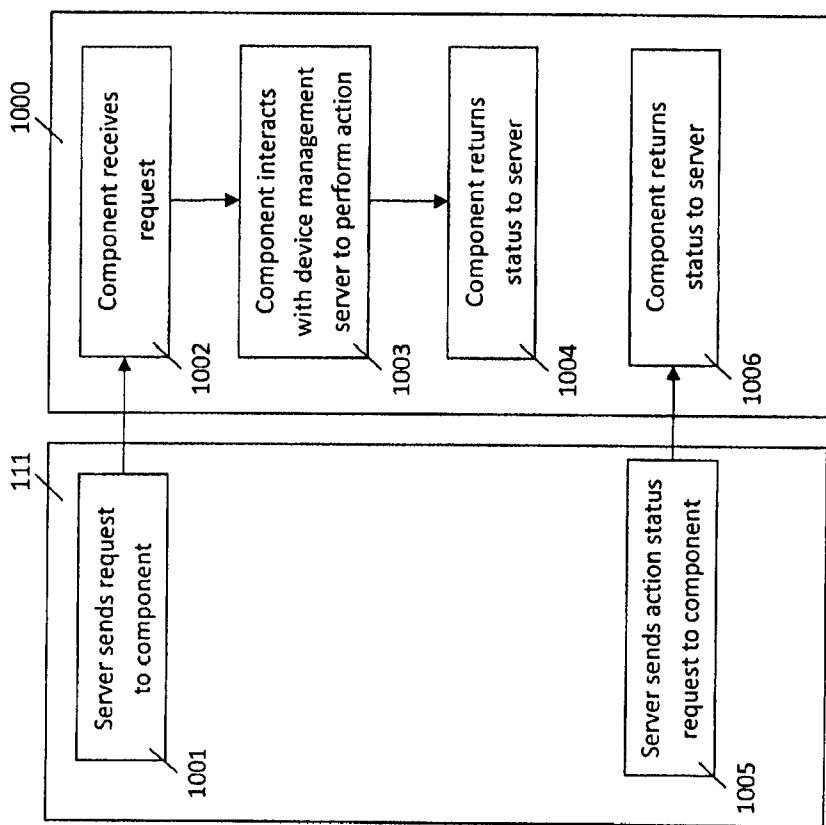 111
Server sends request
to component
1001
Server sends action status
request to component
1005
1000
Component receives
request
1002
Component interacts
with device management
server to perform action
1003
Component returns
status to server
1004
Component returns
status to server
1006